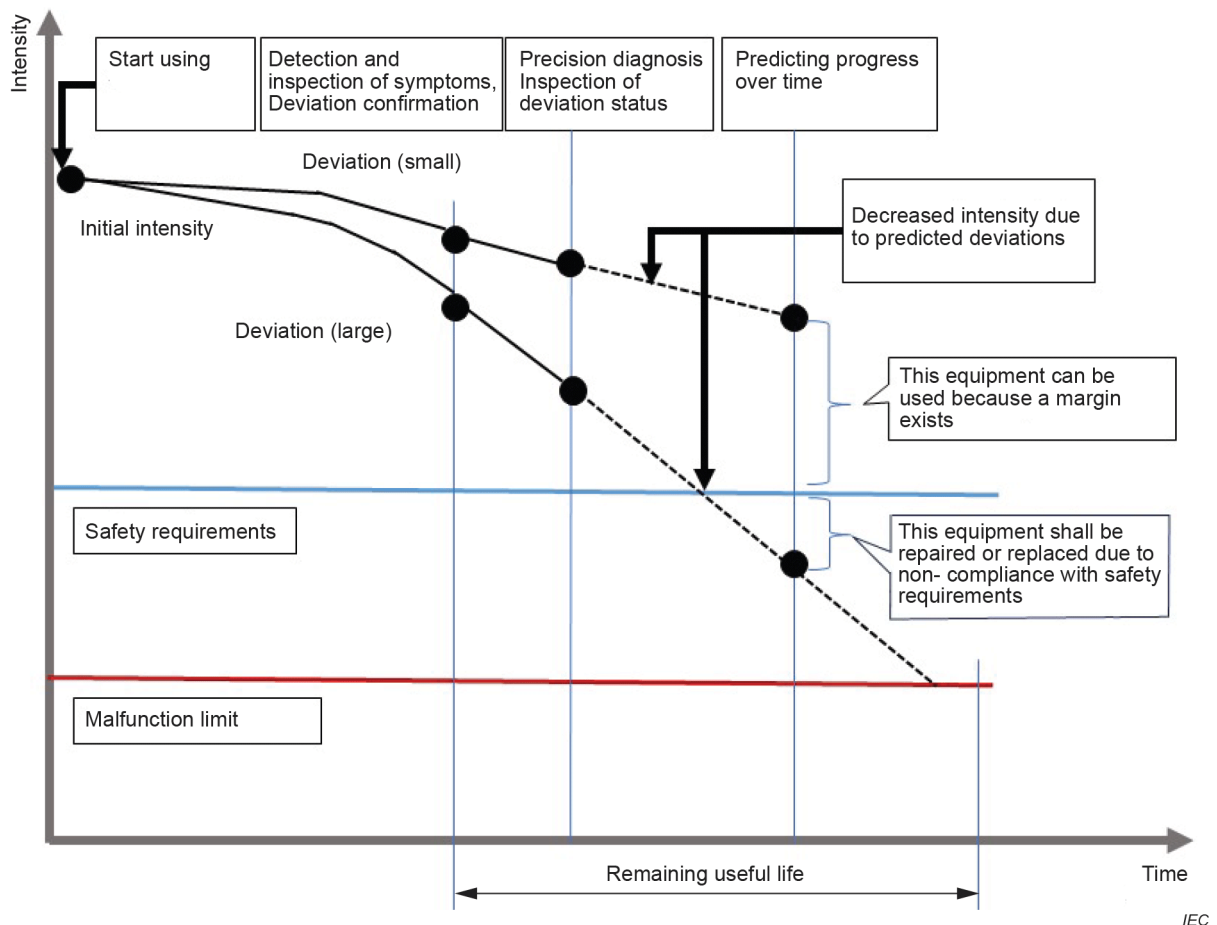 Intensity
Start using
Detection and
inspection of symptoms,
Deviation confirmation
Precision diagnosis
Inspection of
deviation status
Predicting progress
over time
Deviation (small)
Initial intensity
Decreased intensity due
to predicted deviations
Deviation (large)
This equipment can be
used because a margin
exists
Safety requirements
This equipment shall be
repaired or replaced due to
non- compliance with safety
requirements
Malfunction limit
Remaining useful life
Time
IEC